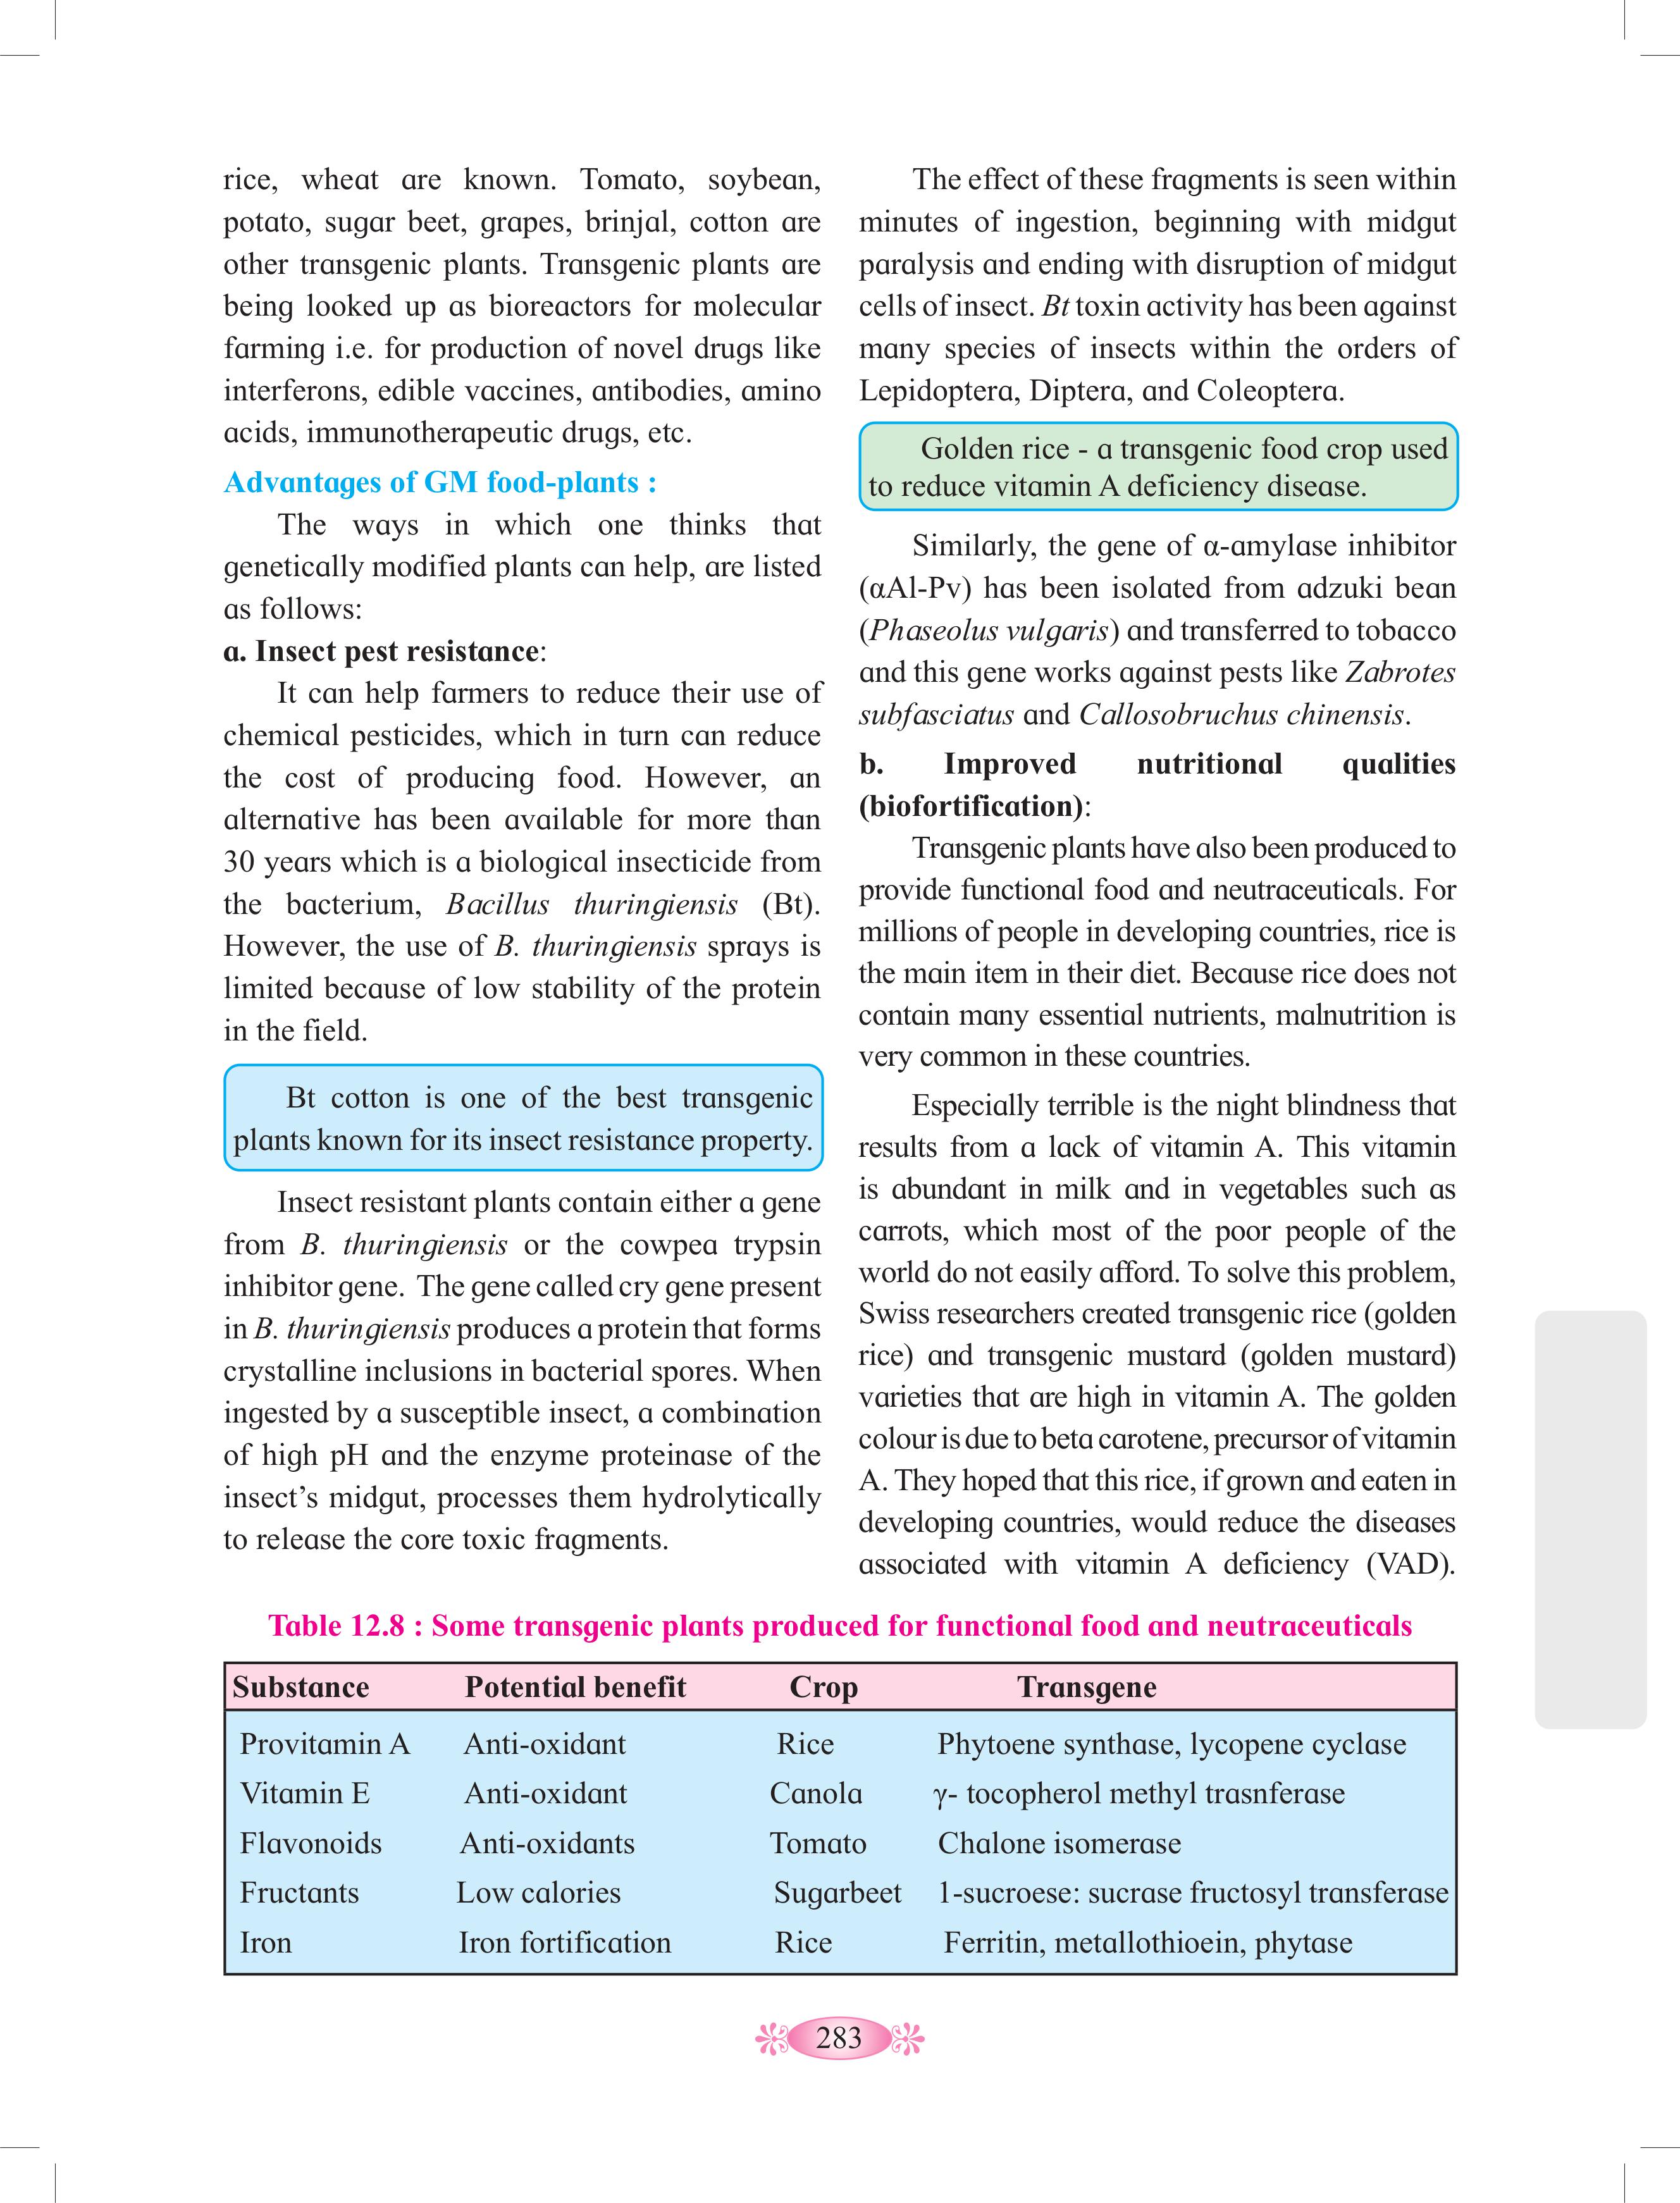 rice, wheat are known. Tomato, soybean,
potato, sugar beet, grapes, brinjal, cotton are
other transgenic plants. Transgenic plants are
being looked up as bioreactors for molecular
farming i.e. for production of novel drugs like
interferons, edible vaccines, antibodies, amino
acids, immunotherapeutic drugs, etc.
Advantages of GM food-plants :
The ways in which one thinks that
genetically modified plants can help, are listed
as follows:
a. Insect pest resistance:
It can help farmers to reduce their use of
chemical pesticides, which in turn can reduce
the cost of producing food. However, an
alternative has been available for more than
30 years which is a biological insecticide from
the bacterium, Bacillus thuringiensis (Bt).
However, the use of B. thuringiensis sprays is
limited because of low stability of the protein
in the field.
Bt cotton is one of the best transgenic
plants known for its insect resistance property.
Insect resistant plants contain either a gene
from B. thuringiensis or the cowpea trypsin
inhibitor gene. The gene called cry gene present
in B. thuringiensis produces a protein that forms
crystalline inclusions in bacterial spores. When
ingested by a susceptible insect, a combination
of high pH and the enzyme proteinase of the
insect’s midgut, processes them hydrolytically
to release the core toxic fragments.
The effect of these fragments is seen within
minutes of ingestion, beginning with midgut
paralysis and ending with disruption of midgut
cells of insect. Bt toxin activity has been against
many species of insects within the orders of
Lepidoptera, Diptera, and Coleoptera.
Golden rice - a transgenic food crop used
to reduce vitamin A deficiency disease.
Similarly, the gene of α-amylase inhibitor
(αAl-Pv) has been isolated from adzuki bean
(Phaseolus vulgaris) and transferred to tobacco
and this gene works against pests like Zabrotes
subfasciatus and Callosobruchus chinensis.
b. Improved nutritional qualities
(biofortification):
Transgenic plants have also been produced to
provide functional food and neutraceuticals. For
millions of people in developing countries, rice is
the main item in their diet. Because rice does not
contain many essential nutrients, malnutrition is
very common in these countries.
Especially terrible is the night blindness that
results from a lack of vitamin A. This vitamin
is abundant in milk and in vegetables such as
carrots, which most of the poor people of the
world do not easily afford. To solve this problem,
Swiss researchers created transgenic rice (golden
rice) and transgenic mustard (golden mustard)
varieties that are high in vitamin A. The golden
colour is due to beta carotene, precursor of vitamin
A. They hoped that this rice, if grown and eaten in
developing countries, would reduce the diseases
associated with vitamin A deficiency (VAD).
Table 12.8 : Some transgenic plants produced for functional food and neutraceuticals
Substance Potential benefit Crop Transgene
Provitamin A Anti-oxidant Rice Phytoene synthase, lycopene cyclase
Vitamin E Anti-oxidant Canola γ- tocopherol methyl trasnferase
Flavonoids Anti-oxidants Tomato Chalone isomerase
Fructants Low calories Sugarbeet 1-sucroese: sucrase fructosyl transferase
Iron Iron fortification Rice Ferritin, metallothioein, phytase
283